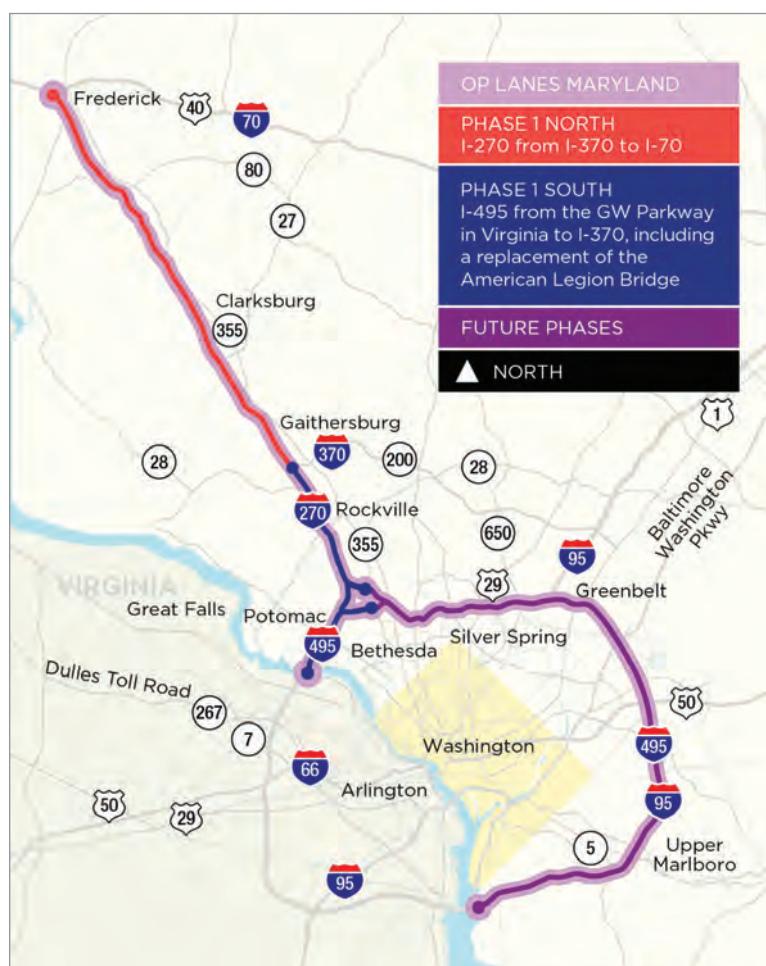 OP LANES MARYLAND
PHASE 1 NORTH
I-270 from I-370 to I-70
PHASE 1 SOUTH
I-495 from the GW Parkway
in Virginia to I-370, including
a replacement of the
American Legion Bridge
FUTURE PHASES
NORTH
Frederick
40
70
80
27
Clarksburg
355
Gaithersburg
370
1
28
200
28
270
Rockville
355
650
Baltimore
Washington
Pkwy
95
29
Greenbelt
VIRGINIA
Great Falls
Potomac
495
Bethesda
Silver Spring
Dulles Toll Road
267
7
50
Washington
495
66
Arlington
50
29
95
5
Upper
Marlboro
95